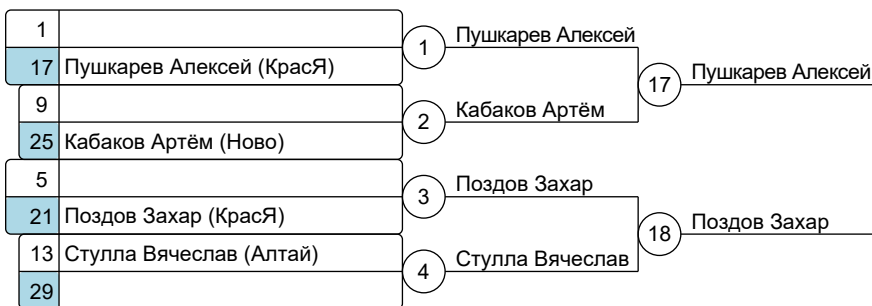 1
17 Пушкарев Алексей (КрасЯ)
9
25 Кабаков Артём (Ново)
5
21 Поздов Захар (КрасЯ)
13 Стулла Вячеслав (Алтай)
29
1 Пушкарев Алексей
2 Кабаков Артём
3 Поздов Захар
4 Стулла Вячеслав
17 Пушкарев Алексей
18 Поздов Захар